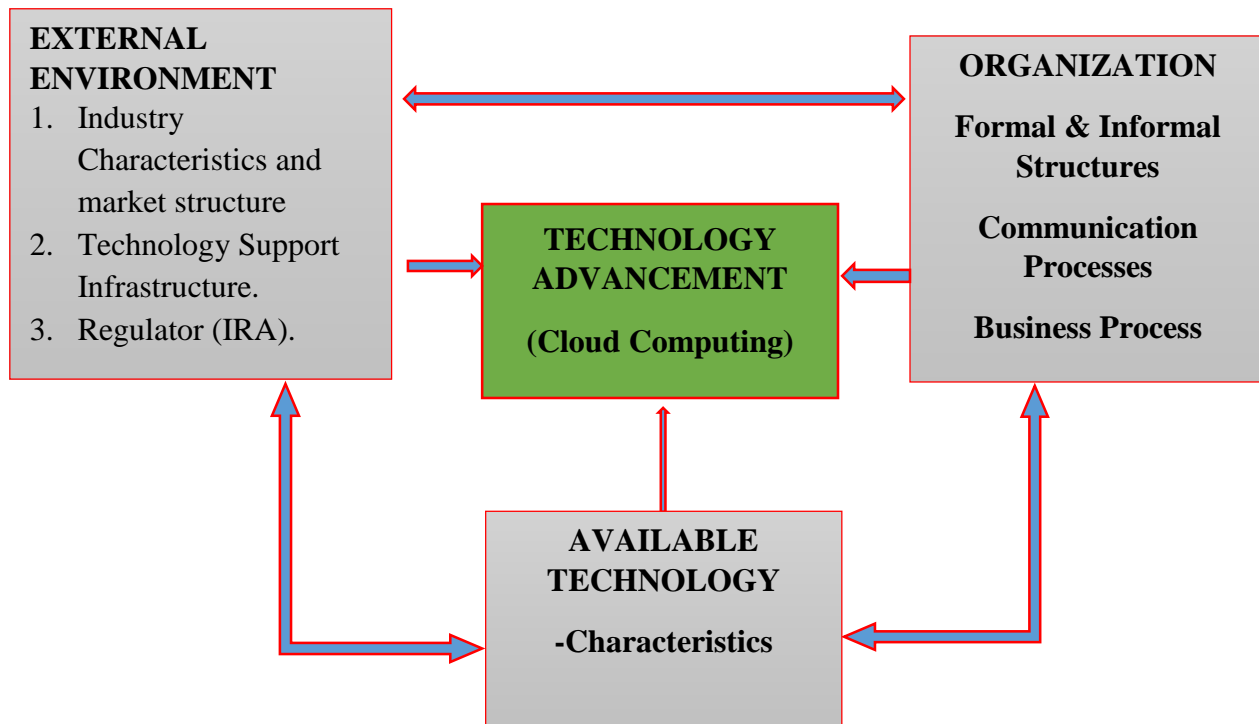 EXTERNAL
ENVIRONMENT
1. Industry
Characteristics and
market structure
2. Technology Support
Infrastructure.
3. Regulator (IRA).
ORGANIZATION
Formal & Informal
Structures
Communication
Processes
Business Process
TECHNOLOGY
ADVANCEMENT
(Cloud Computing)
AVAILABLE
TECHNOLOGY
-Characteristics